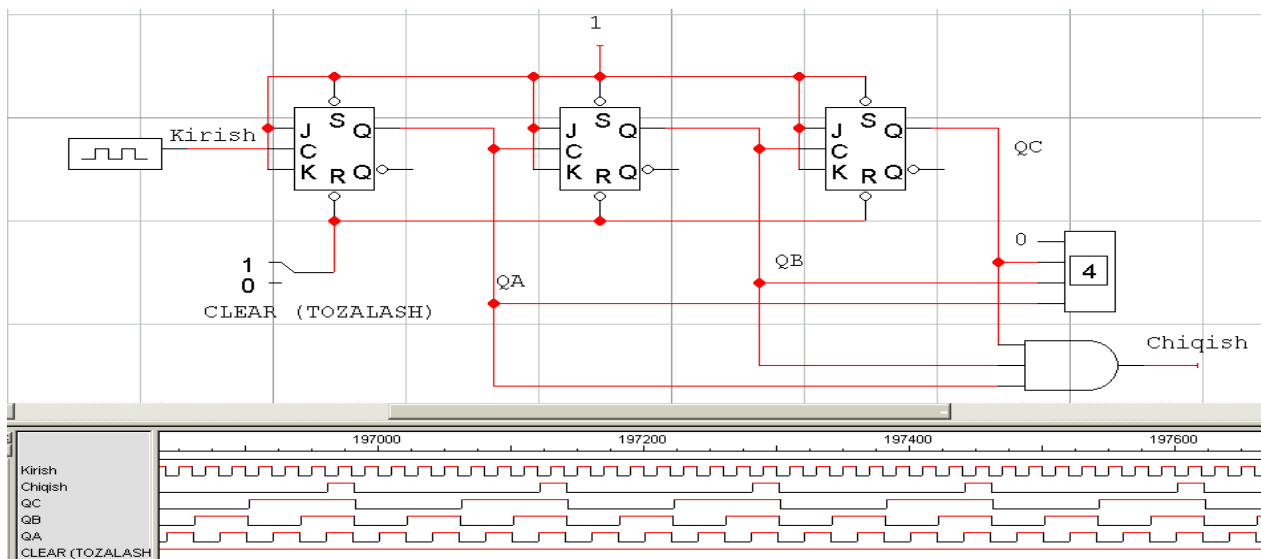 1
Kirish
J S Q
C
K R Q
J S Q
C
K R Q
J S Q
C
K R Q
QC
0
4
1
0
CLEAR (TOZALASH)
QA
QB
Chiqish
197000 197200 197400 197600
Kirish
Chiqish
QC
QB
QA
CLEAR (TOZALASH